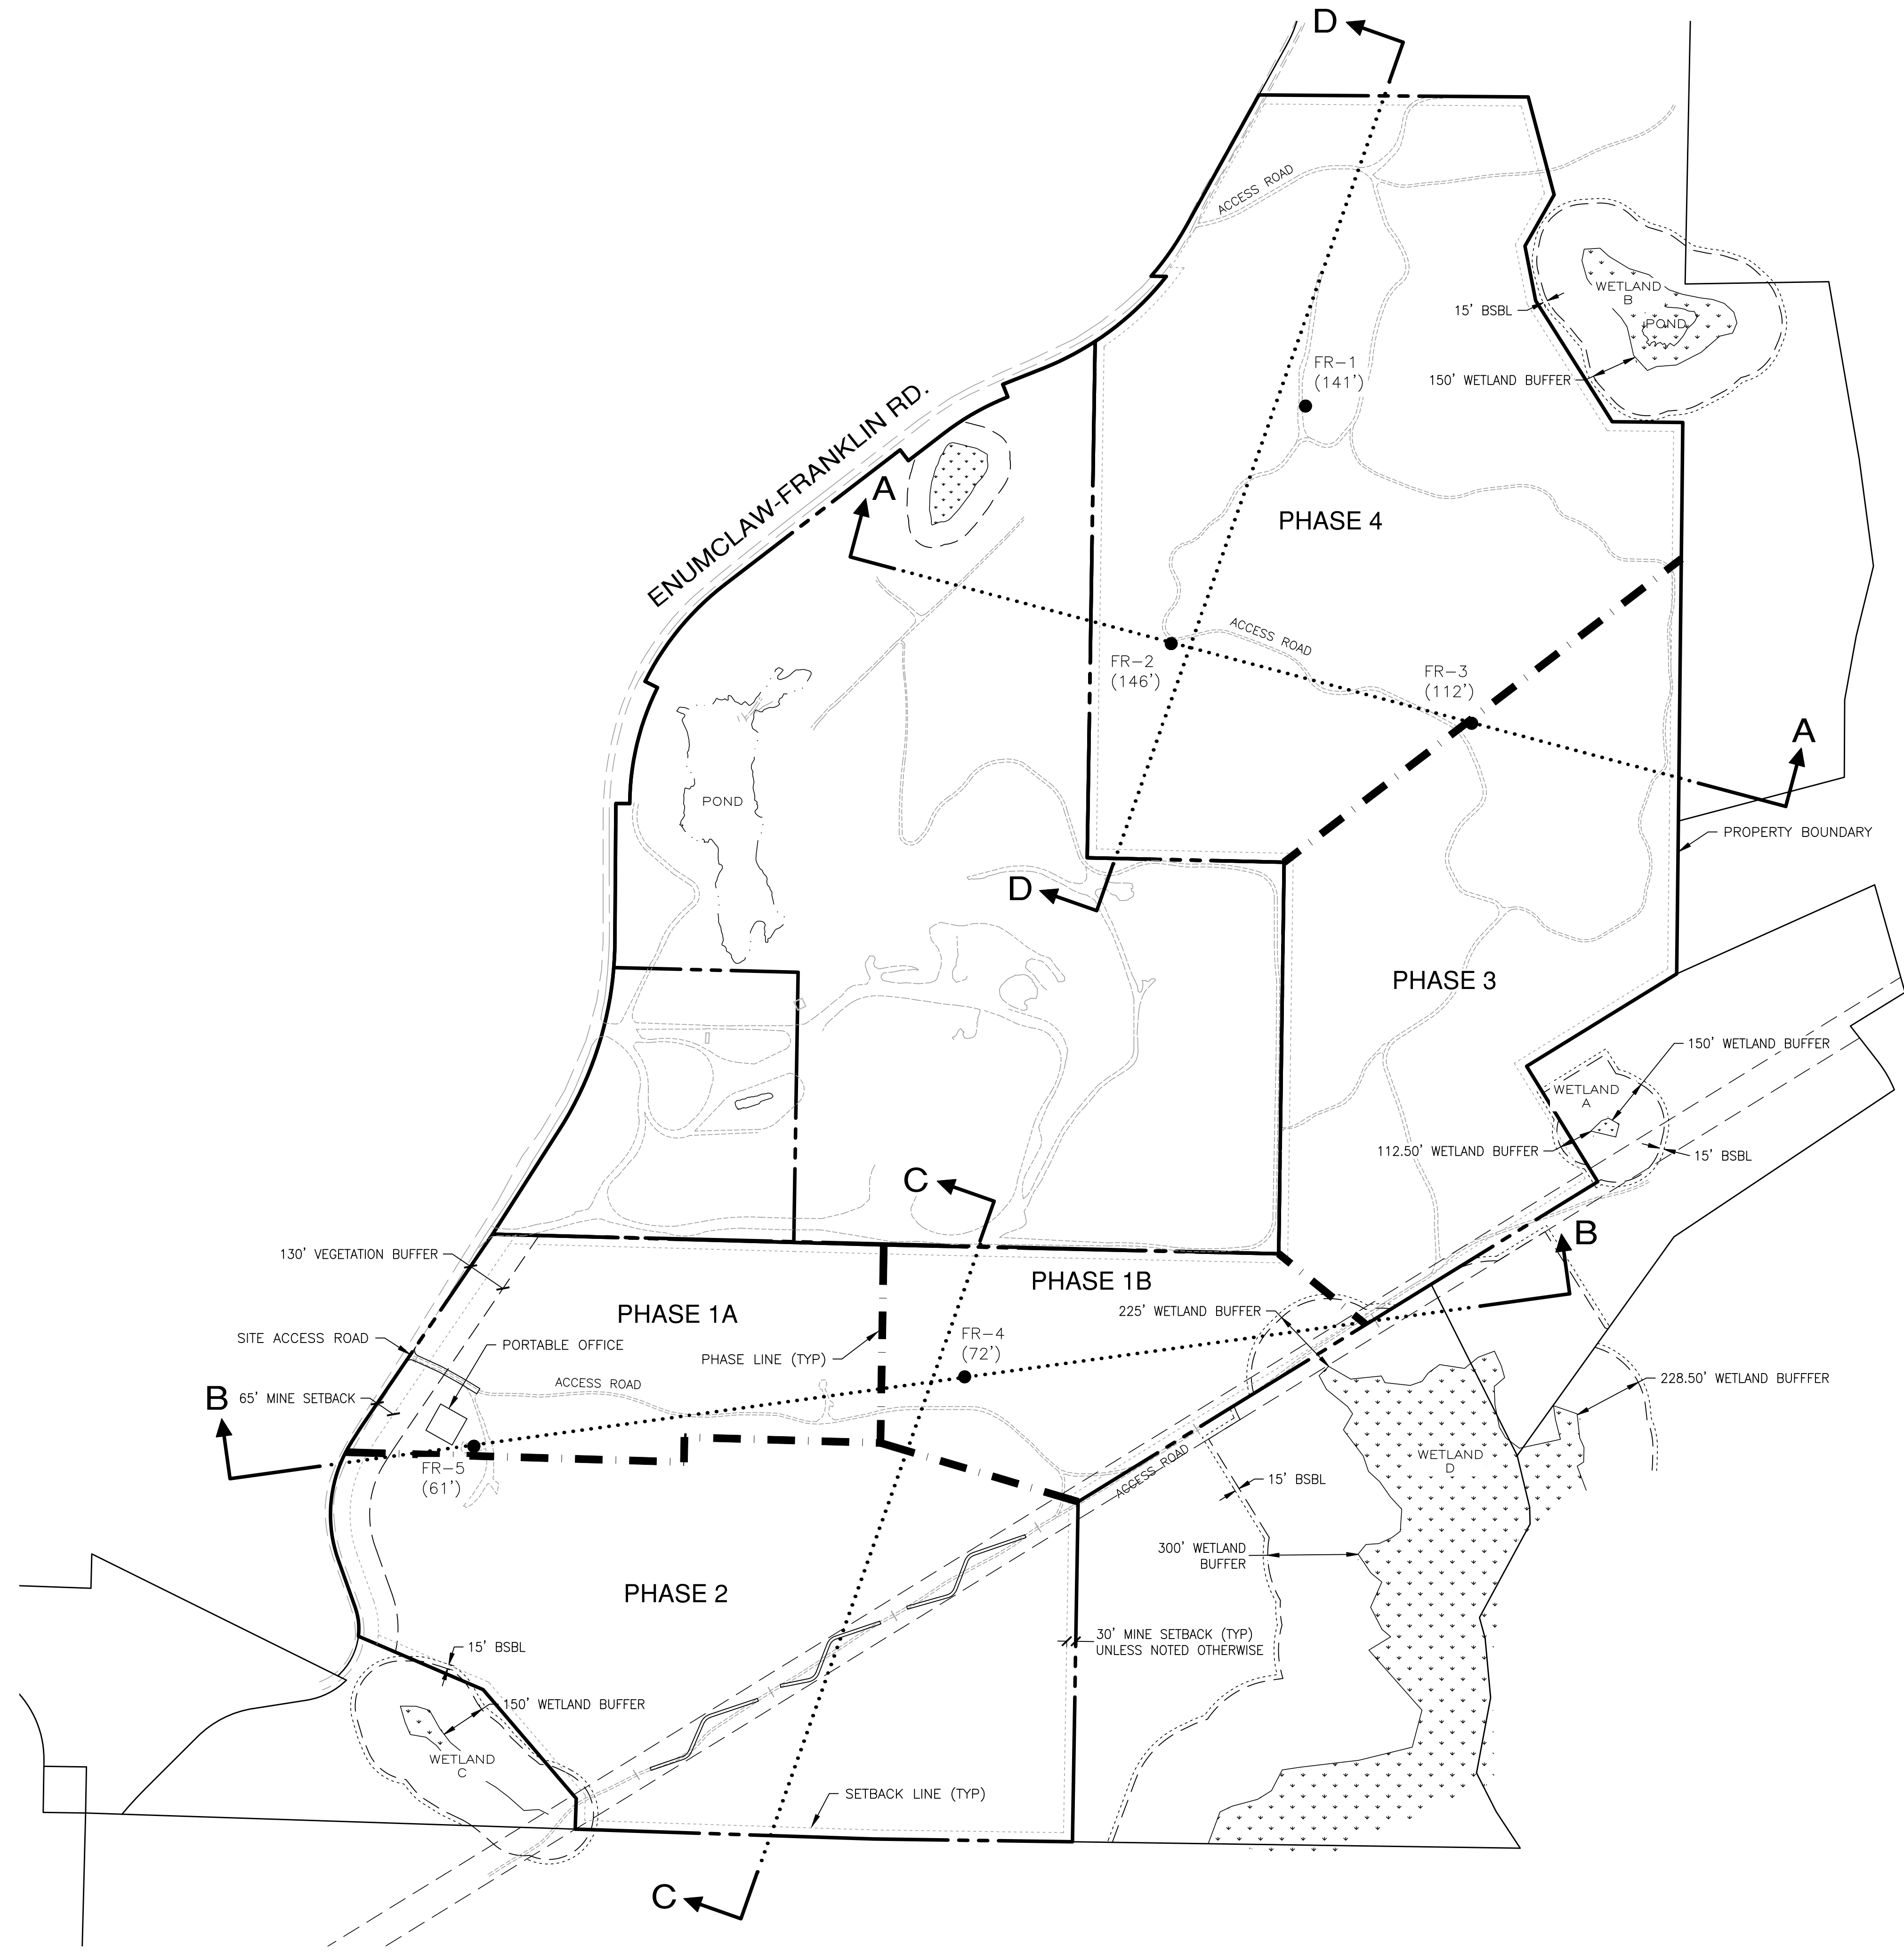 D
ACCESS ROAD
WETLAND
B
POND
15' BSBL
150' WETLAND BUFFER
FR-1
(141')
ENUMCLAW-FRANKLIN RD.
A
PHASE 4
ACCESS ROAD
FR-2
(146')
FR-3
(112')
A
POND
PROPERTY BOUNDARY
D
PHASE 3
150' WETLAND BUFFER
WETLAND
A
112.50' WETLAND BUFFER
15' BSBL
C
B
130' VEGETATION BUFFER
PHASE 1B
PHASE 1A
225' WETLAND BUFFER
SITE ACCESS ROAD
PORTABLE OFFICE
FR-4
(72')
PHASE LINE (TYP)
228.50' WETLAND BUFFFER
ACCESS ROAD
B
65' MINE SETBACK
WETLAND
D
FR-5
(61')
ACCESS ROAD
15' BSBL
300' WETLAND
BUFFER
PHASE 2
30' MINE SETBACK (TYP)
UNLESS NOTED OTHERWISE
15' BSBL
150' WETLAND BUFFER
WETLAND
C
SETBACK LINE (TYP)
C